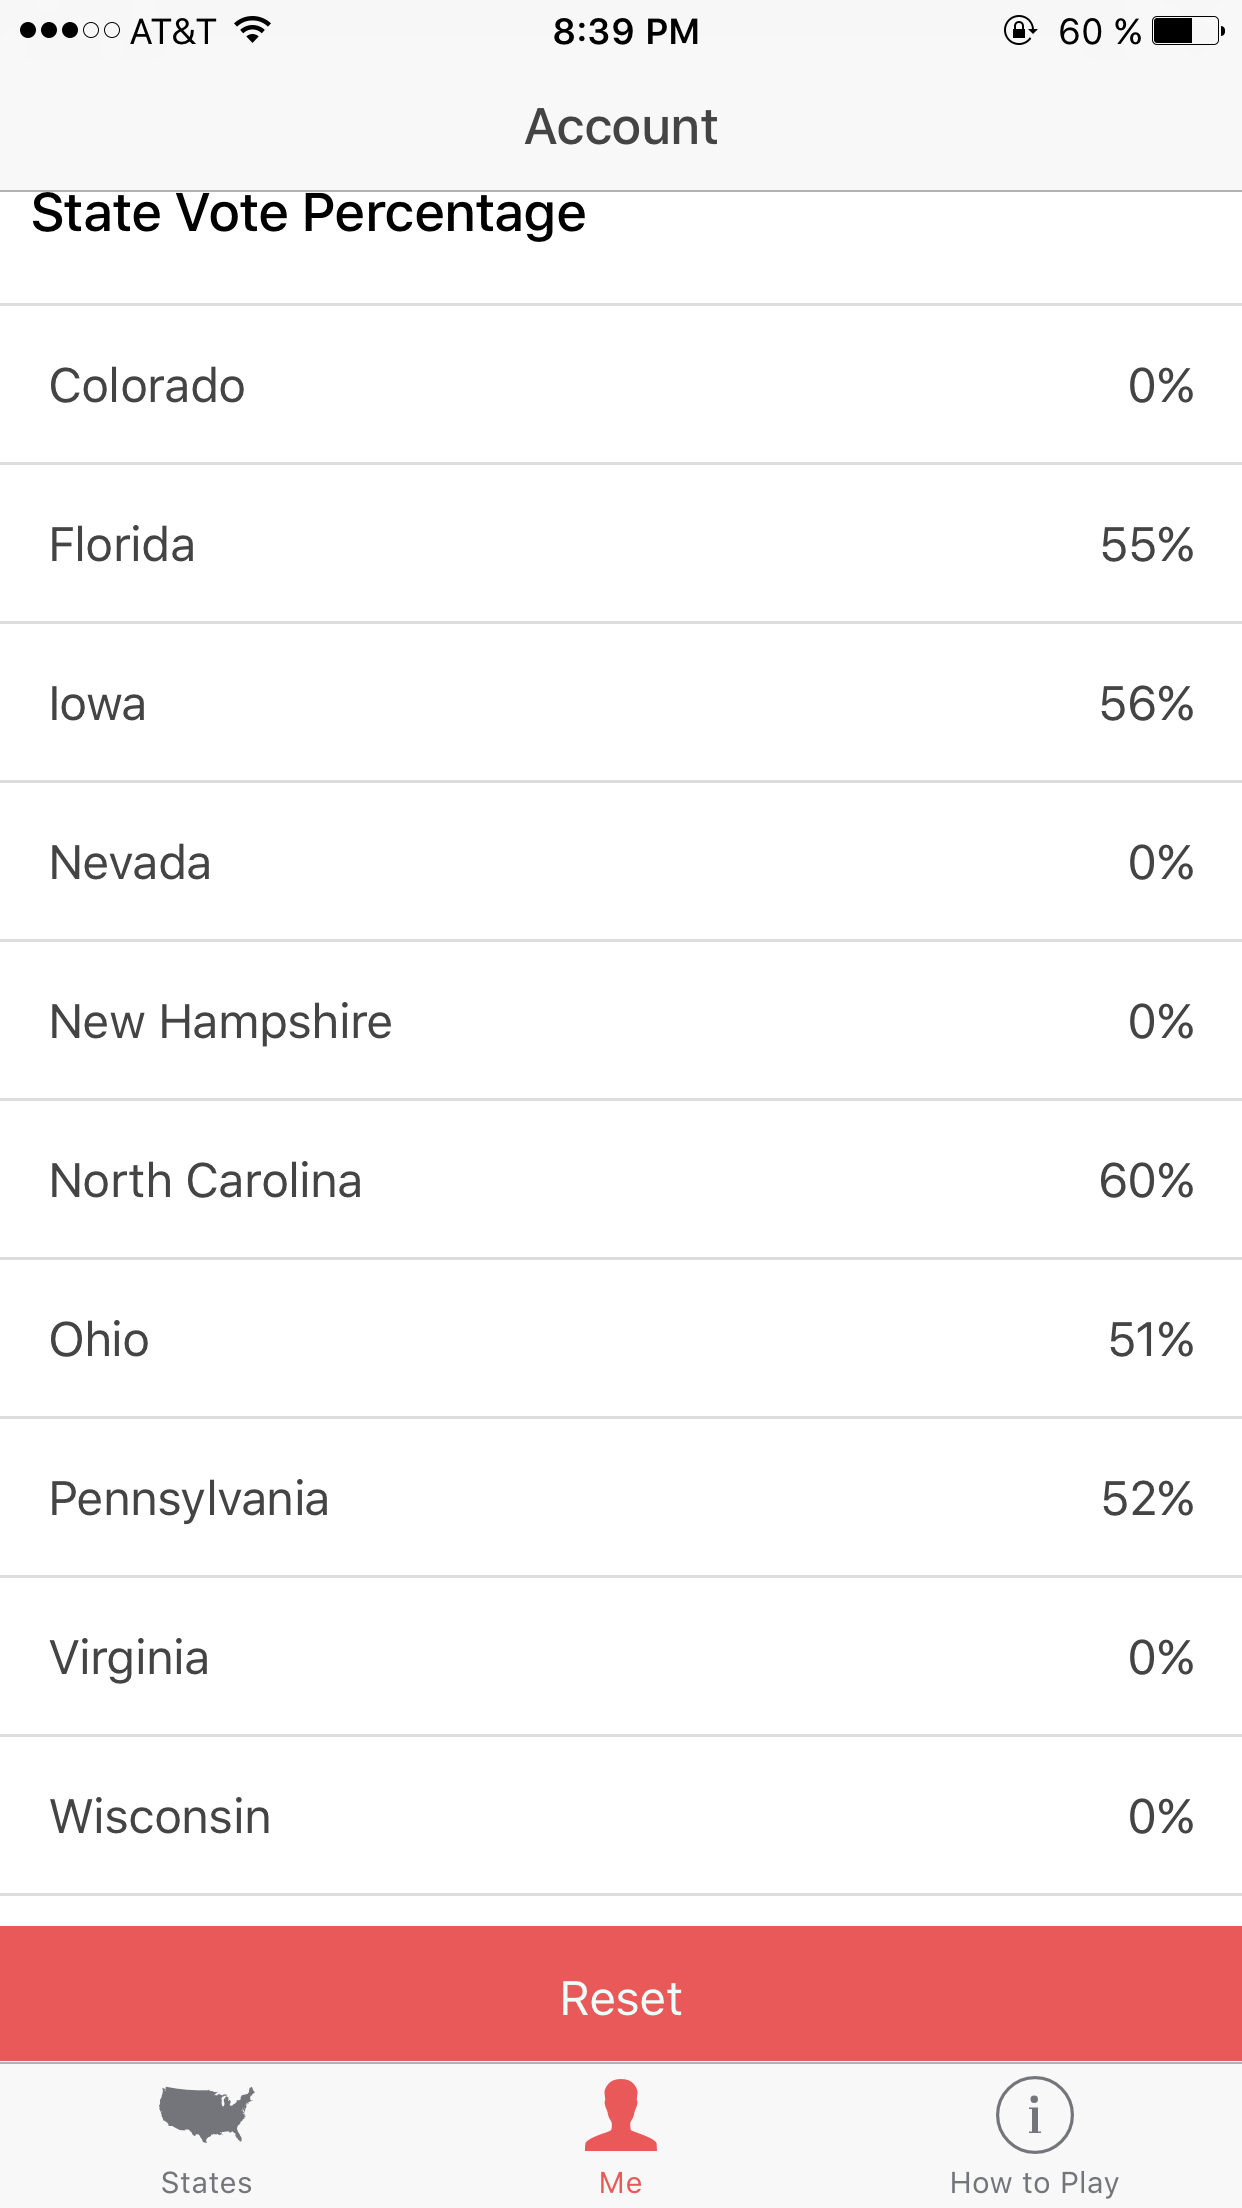 AT&T 8:39 PM 60 %
Account
State Vote Percentage
Colorado 0%
Florida 55%
Iowa 56%
Nevada 0%
New Hampshire 0%
North Carolina 60%
Ohio 51%
Pennsylvania 52%
Virginia 0%
Wisconsin 0%
Reset
States Me How to Play